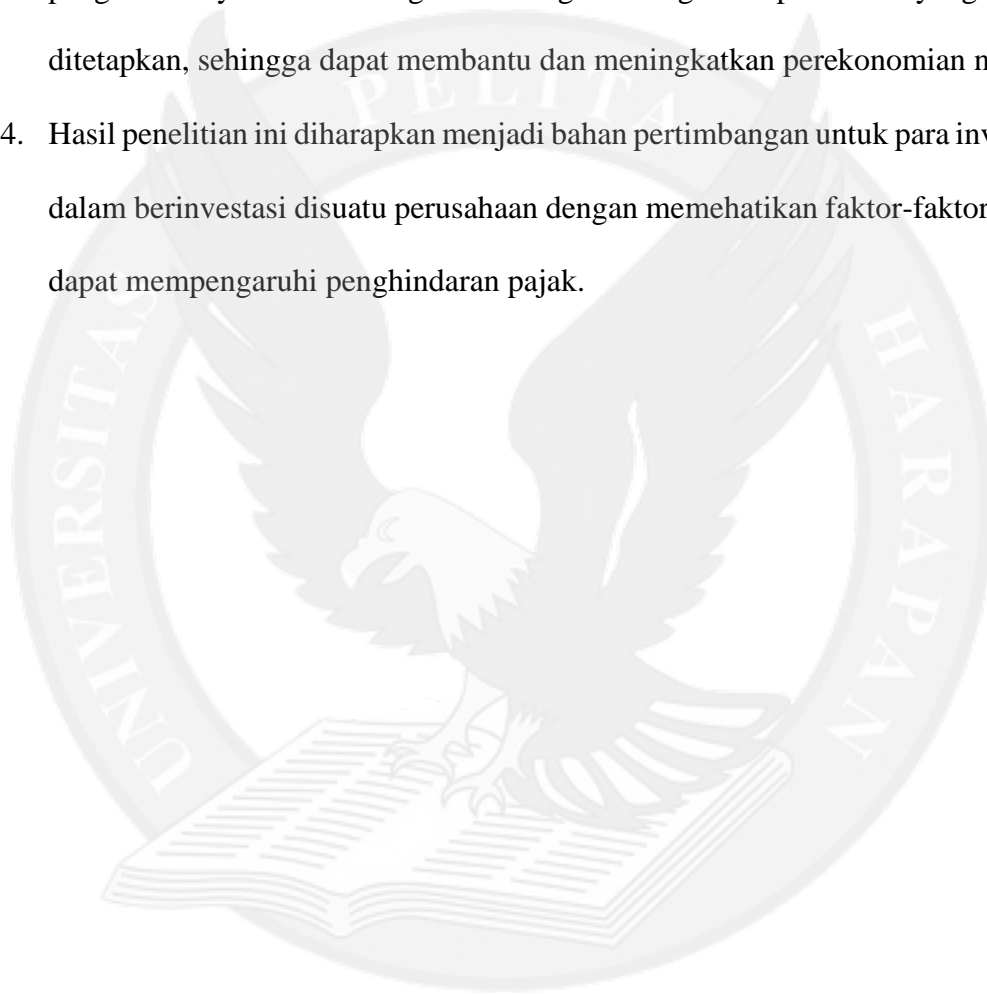 ditetapkan, sehingga dapat membantu dan meningkatkan perekonomian
4. Hasil penelitian ini diharapkan menjadi bahan pertimbangan untuk para
dalam berinvestasi disuatu perusahaan dengan memehatikan faktor-faktor
dapat mempengaruhi penghindaran pajak.
UNIVERSITAS PELITA HARAPAN